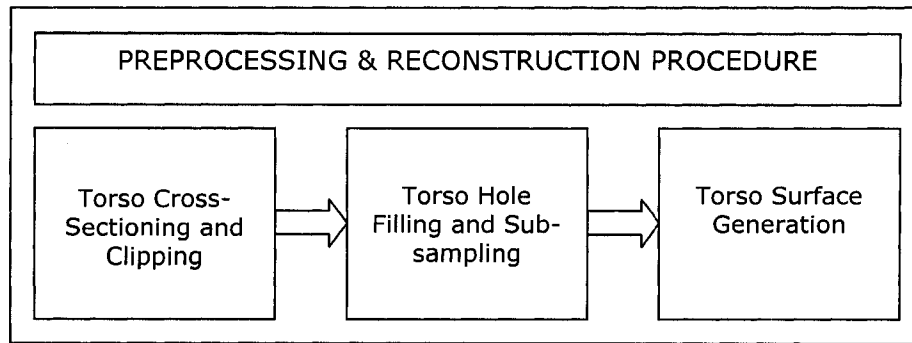 PREPROCESSING & RECONSTRUCTION PROCEDURE
Torso Cross-
Sectioning and
Clipping
Torso Hole
Filling and Sub-
sampling
Torso Surface
Generation